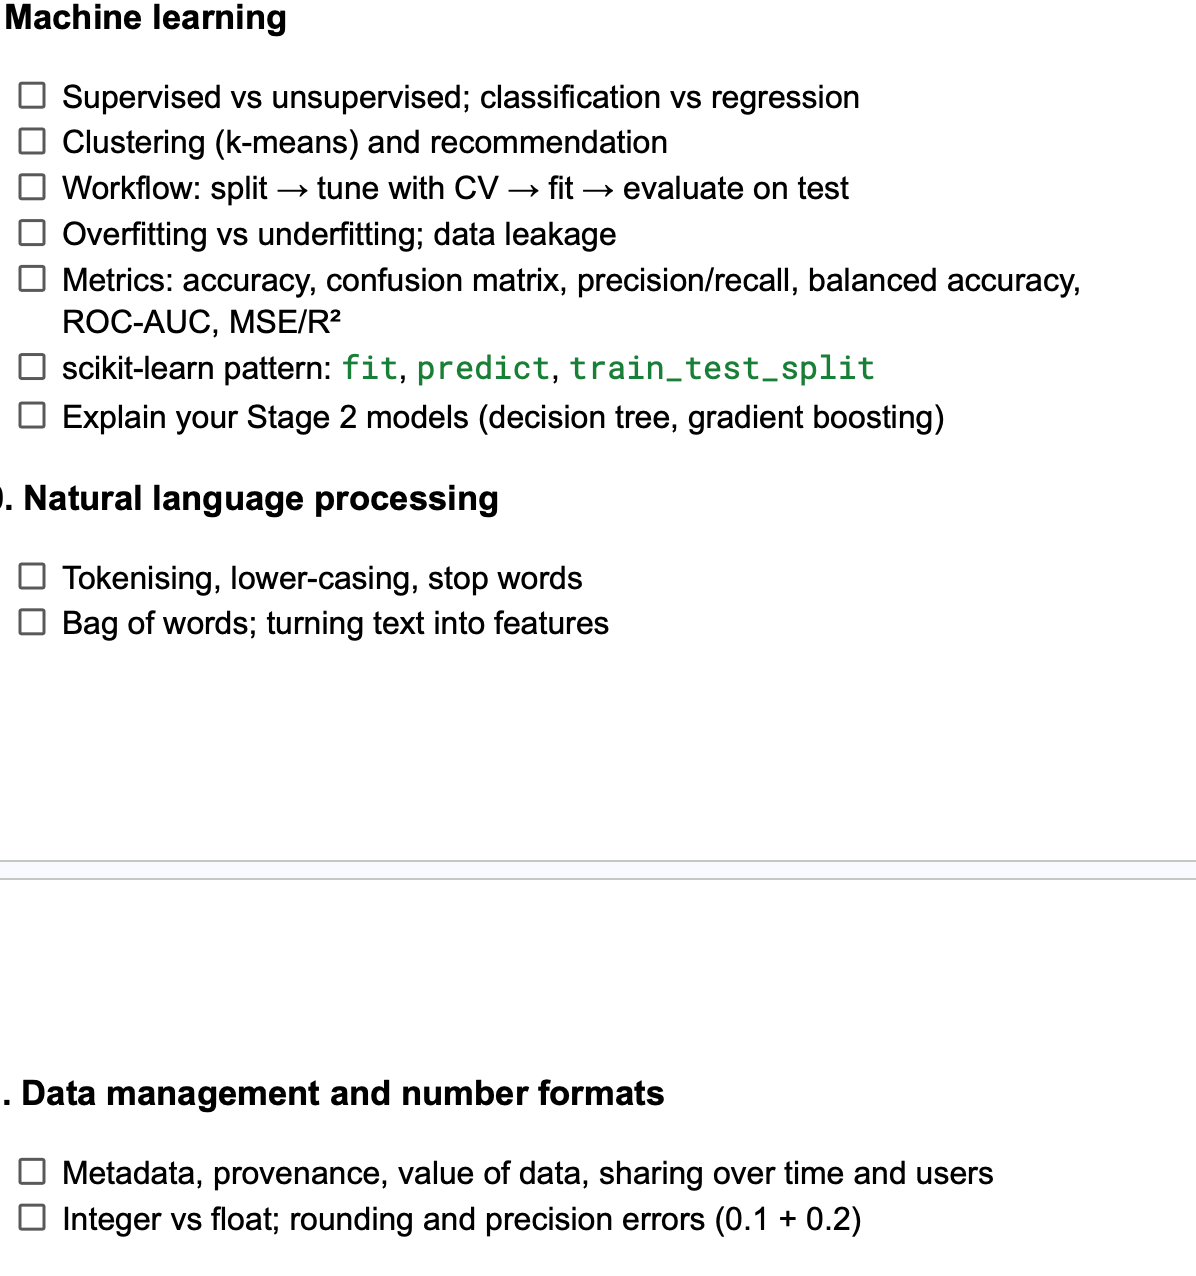 Machine learning
☐ Supervised vs unsupervised; classification vs regression
☐ Clustering (k-means) and recommendation
☐ Workflow: split → tune with CV → fit → evaluate on test
☐ Overfitting vs underfitting; data leakage
☐ Metrics: accuracy, confusion matrix, precision/recall, balanced accuracy,
ROC-AUC, MSE/R²
☐ scikit-learn pattern: fit, predict, train_test_split
☐ Explain your Stage 2 models (decision tree, gradient boosting)
. Natural language processing
☐ Tokenising, lower-casing, stop words
☐ Bag of words; turning text into features
. Data management and number formats
☐ Metadata, provenance, value of data, sharing over time and users
☐ Integer vs float; rounding and precision errors (0.1 + 0.2)